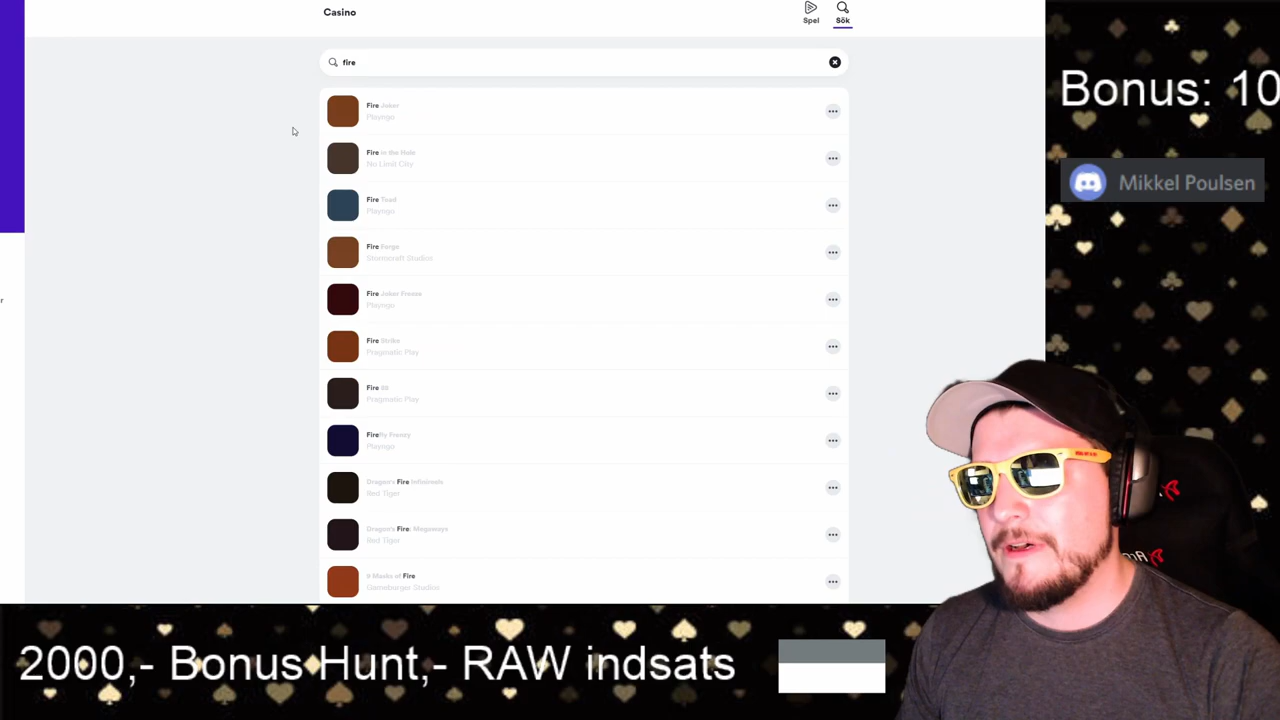 Casino
Spel
Sök
Bonus: 10
fire
Fire Joker
Playngo
Fire in the Hole
No Limit City
Mikkel Poulsen
Fire Toad
Playngo
Fire Forge
Stormcraft Studios
Fire Joker Freeze
Playngo
r
Fire Strike
Pragmatic Play
Fire 88
Pragmatic Play
Firefly Frenzy
Playngo
Dragon's Fire Infinireels
Red Tiger
Dragon's Fire: Megaways
Red Tiger
9 Masks of Fire
Gameburger Studios
2000,- Bonus Hunt,- RAW indsats